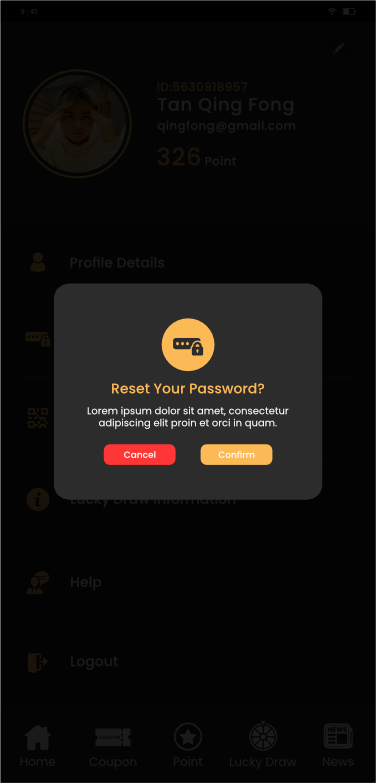 9:41
ID:5630918957
Tan Qing Fong
qingfong@gmail.com
326 Point
Profile Details
Reset Your Password?
Lorem ipsum dolor sit amet, consectetur
adipiscing elit proin et orci in quam.
Cancel Confirm
Lucky Draw Information
Help
Logout
NEWS
Home Coupon Point Lucky Draw News